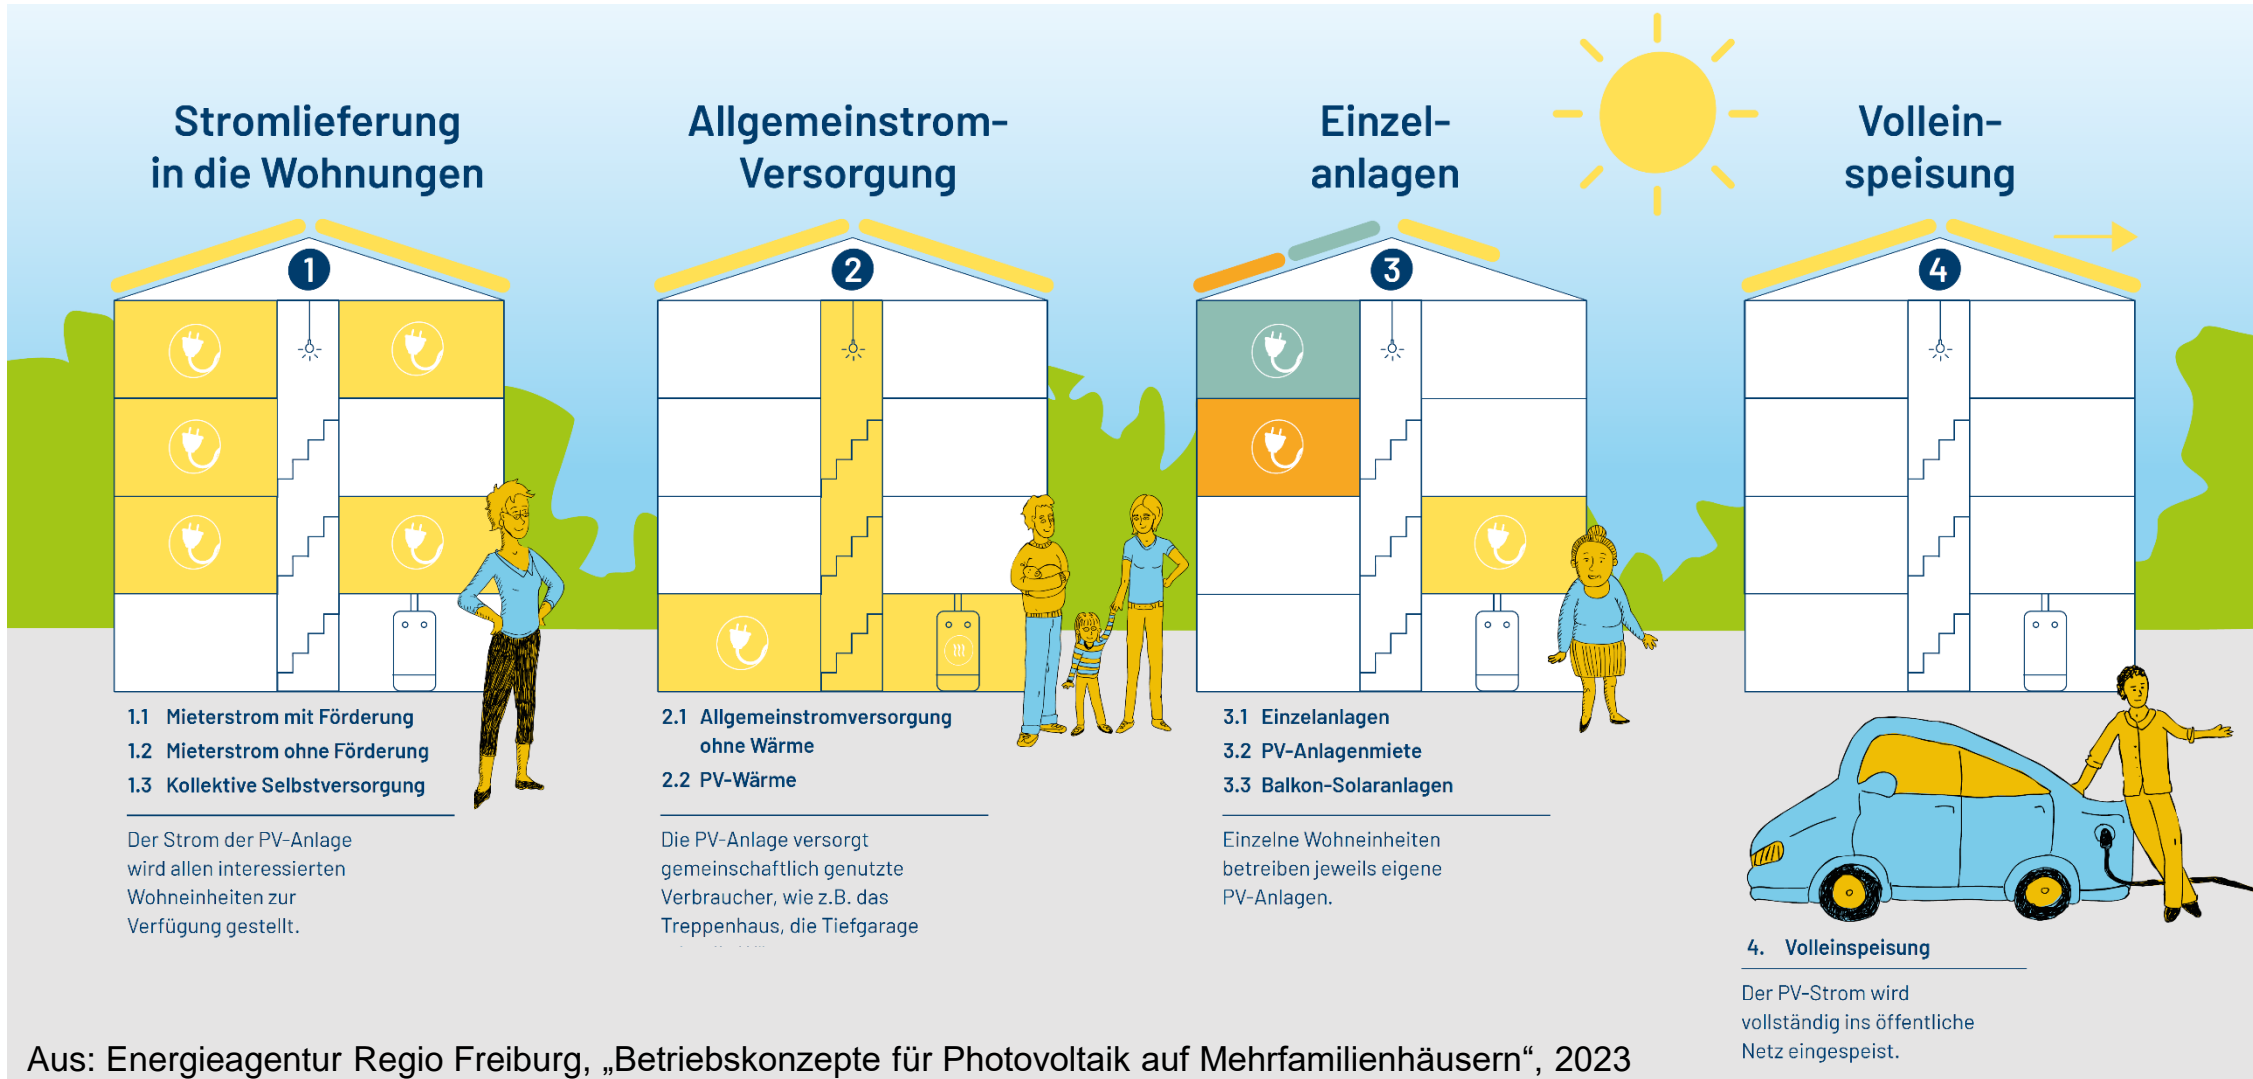 Stromlieferung
in die Wohnungen
1
1.1 Mieterstrom mit Förderung
1.2 Mieterstrom ohne Förderung
1.3 Kollektive Selbstversorgung
Der Strom der PV-Anlage
wird allen interessierten
Wohneinheiten zur
Verfügung gestellt.
Allgemeinstrom-
Versorgung
2
2.1 Allgemeinstromversorgung
ohne Wärme
2.2 PV-Wärme
Die PV-Anlage versorgt
gemeinschaftlich genutzte
Verbraucher, wie z.B. das
Treppenhaus, die Tiefgarage
Einzel-
anlagen
3
3.1 Einzelanlagen
3.2 PV-Anlagenmiete
3.3 Balkon-Solaranlagen
Einzelne Wohneinheiten
betreiben jeweils eigene
PV-Anlagen.
Vollein-
speisung
4
4. Volleinspeisung
Der PV-Strom wird
vollständig ins öffentliche
Netz eingespeist.
Aus: Energieagentur Regio Freiburg, „Betriebskonzepte für Photovoltaik auf Mehrfamilienhäusern“, 2023